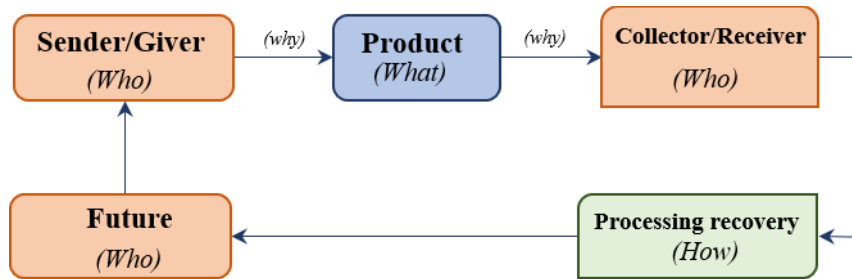 Sender/Giver
(Who)
(why)
Product
(What)
(why)
Collector/Receiver
(Who)
Future
(Who)
Processing recovery
(How)